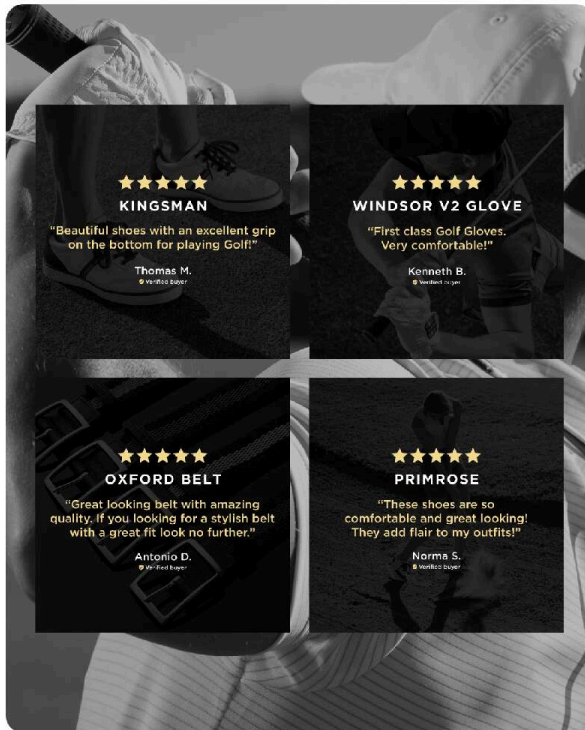 KINGSMAN
“Beautiful shoes with an excellent grip
on the bottom for playing Golf!”
Thomas M.
Verified buyer
WINDSOR V2 GLOVE
“First class Golf Gloves.
Very comfortable!”
Kenneth B.
Verified buyer
OXFORD BELT
“Great looking belt with amazing
quality. If you looking for a stylish belt
with a great fit look no further.”
Antonio D.
Verified buyer
PRIMROSE
“These shoes are so
comfortable and great looking!
They add flair to my outfits!”
Norma S.
Verified buyer